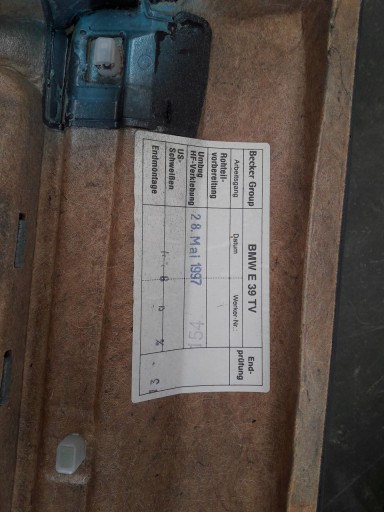 Becker Group BMW E 39 TV
Arbeitsgang Datum Werker-Nr. End-
prüfung
Rohteil-
vorbereitung
Umbug
HF-Verklebung 28. Mai 1997
US-
Schweißen
Endmontage